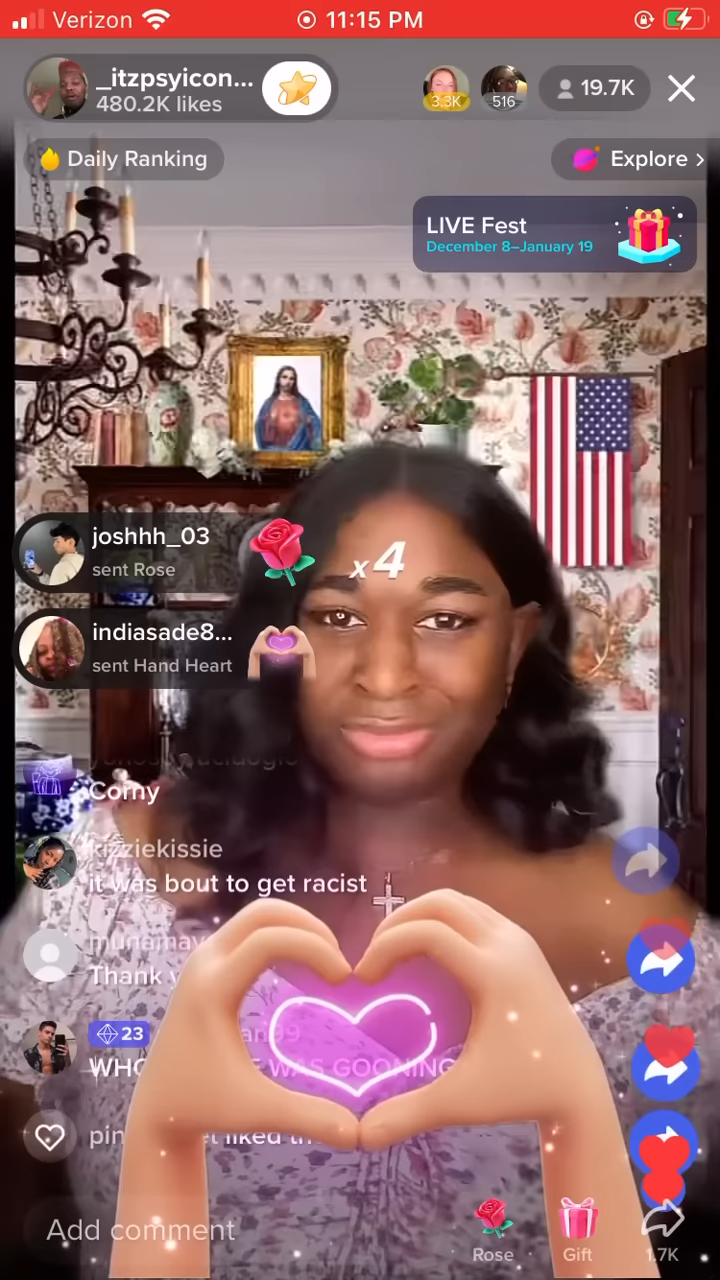 Verizon
11:15 PM
_itzpsyicon...
480.2K likes
3.3K
516
19.7K
Daily Ranking
Explore >
LIVE Fest
December 8–January 19
joshhh_03
sent Rose
x4
indiasade8...
sent Hand Heart
Corny
kizziekissie
it was bout to get racist
Thank
23
WAS GOONING
liked
Add comment
Rose
Gift
1.7K